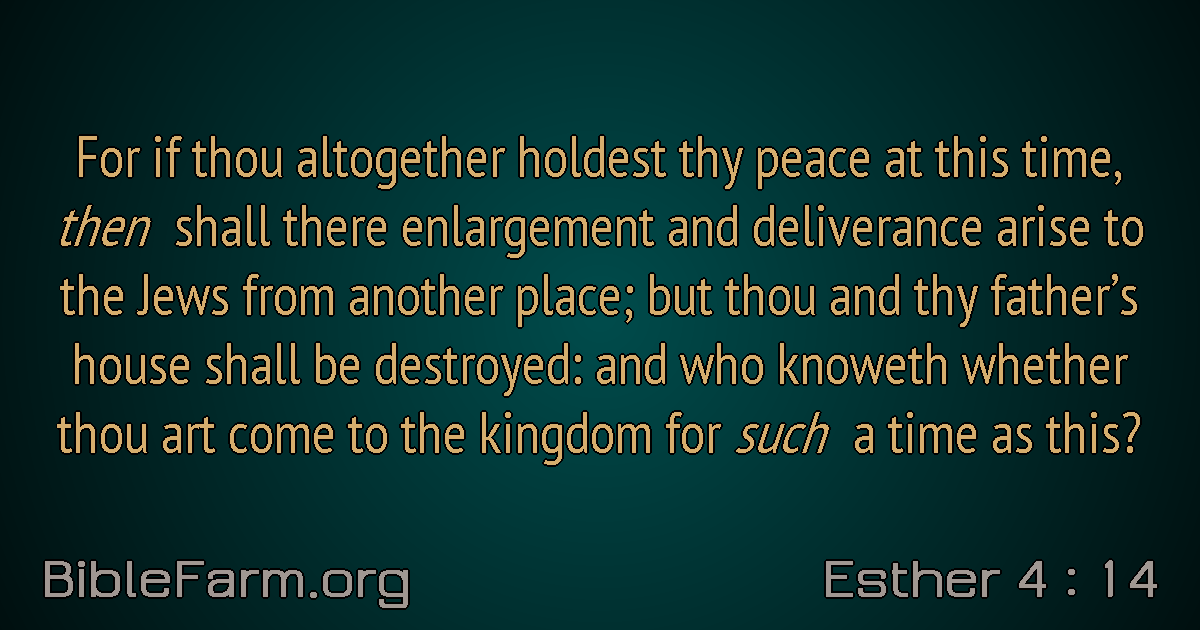 For if thou altogether holdest thy peace at this time,
then shall there enlargement and deliverance arise to
the Jews from another place; but thou and thy father’s
house shall be destroyed: and who knoweth whether
thou art come to the kingdom for such a time as this?
BibleFarm.org
Esther 4 : 14